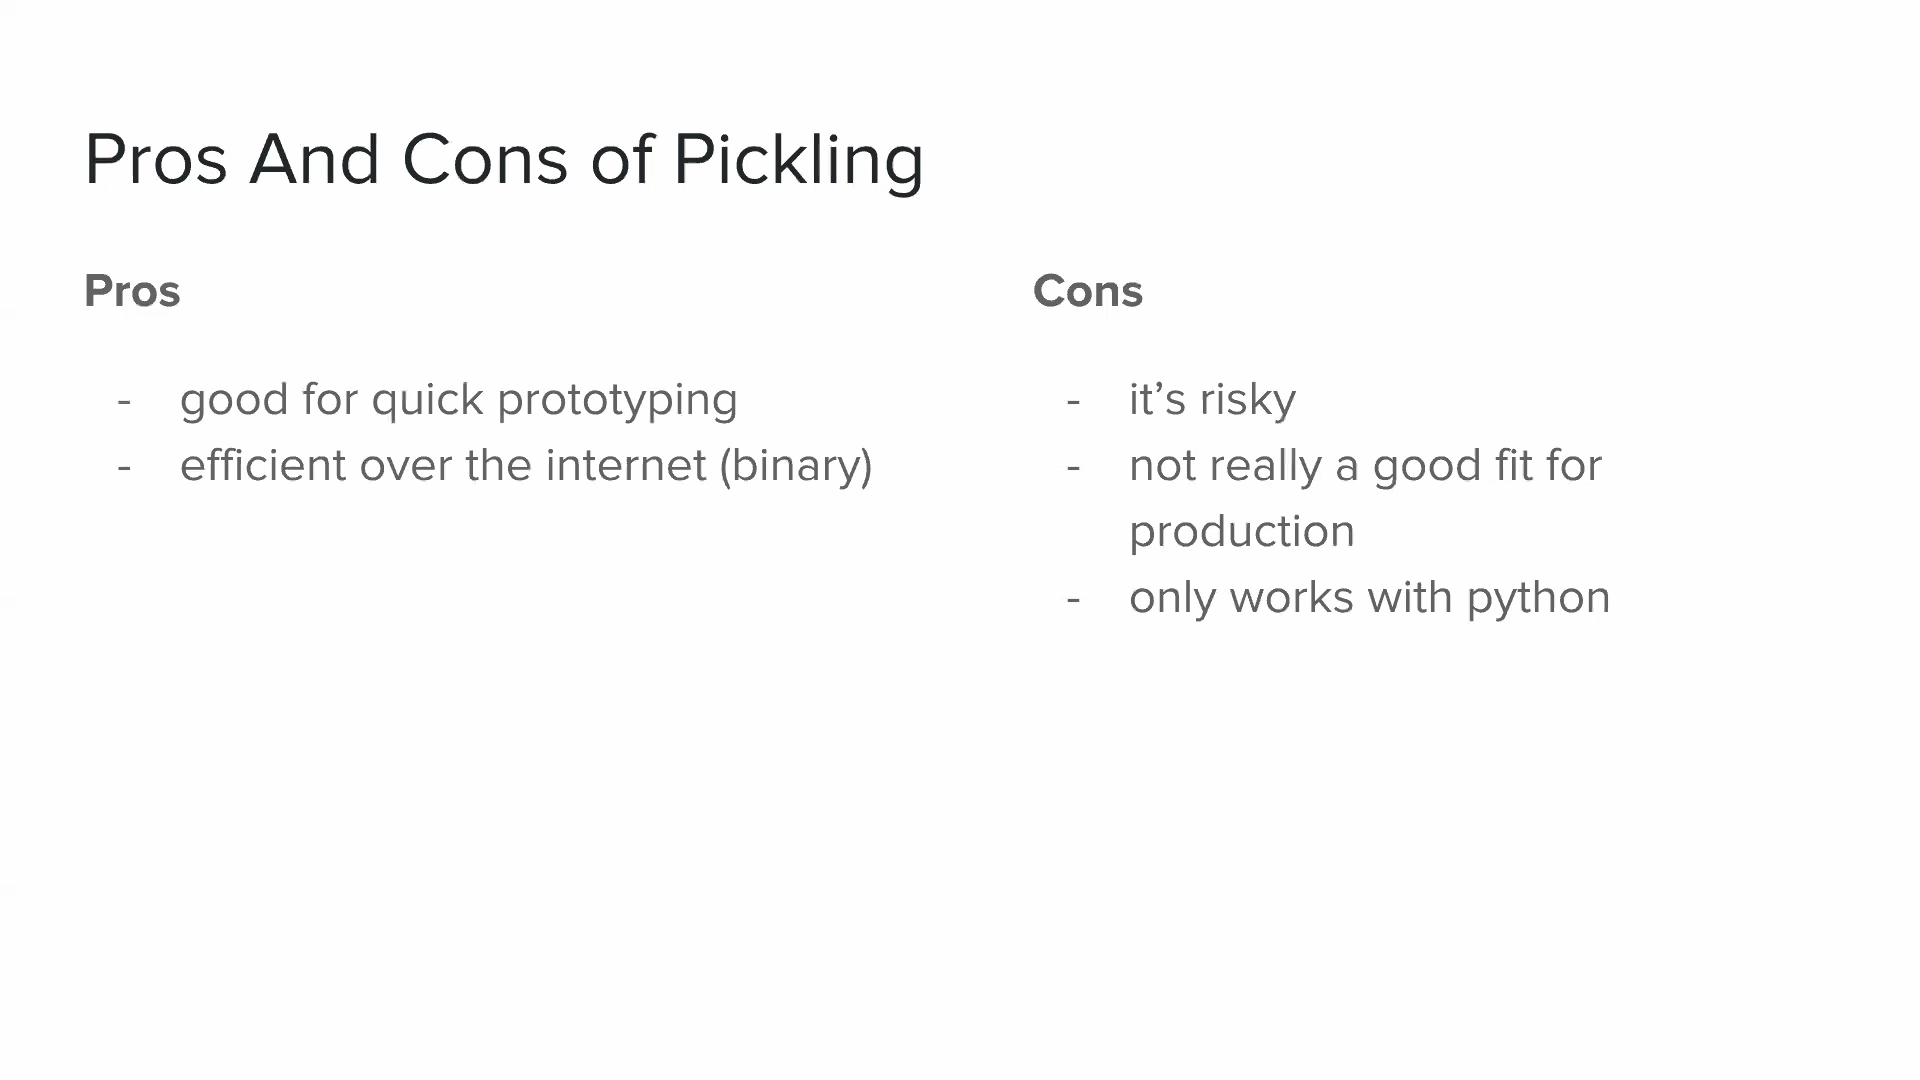 Pros And Cons of Pickling
Pros
- good for quick prototyping
- efficient over the internet (binary)
Cons
- it’s risky
- not really a good fit for
production
- only works with python